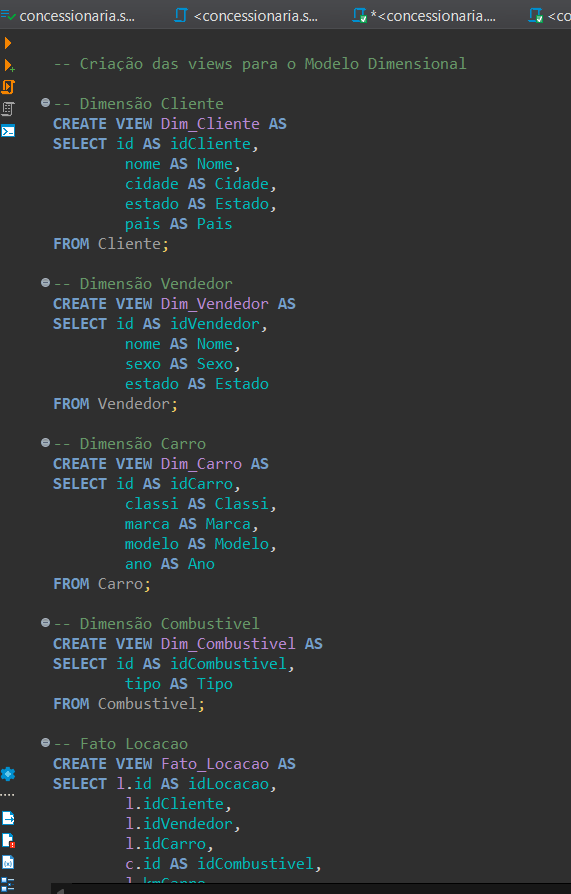 concessionaria.s...
<concessionaria.s...
*<concessionaria....
<co
-- Criação das views para o Modelo Dimensional
-- Dimensão Cliente
CREATE VIEW Dim_Cliente AS
SELECT id AS idCliente,
nome AS Nome,
cidade AS Cidade,
estado AS Estado,
pais AS Pais
FROM Cliente;
-- Dimensão Vendedor
CREATE VIEW Dim_Vendedor AS
SELECT id AS idVendedor,
nome AS Nome,
sexo AS Sexo,
estado AS Estado
FROM Vendedor;
-- Dimensão Carro
CREATE VIEW Dim_Carro AS
SELECT id AS idCarro,
classi AS Classi,
marca AS Marca,
modelo AS Modelo,
ano AS Ano
FROM Carro;
-- Dimensão Combustivel
CREATE VIEW Dim_Combustivel AS
SELECT id AS idCombustivel,
tipo AS Tipo
FROM Combustivel;
-- Fato Locacao
CREATE VIEW Fato_Locacao AS
SELECT l.id AS idLocacao,
l.idCliente,
l.idVendedor,
l.idCarro,
c.id AS idCombustivel,
l.kmCarro